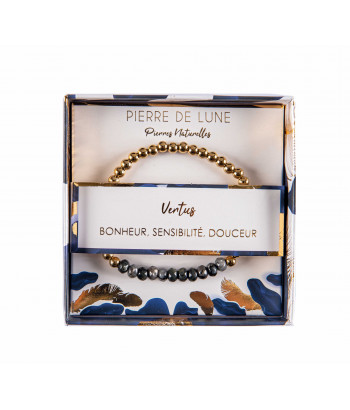 PIERRE DE LUNE
Pierres Naturelles
Vertus
BONHEUR, SENSIBILITÉ, DOUCEUR